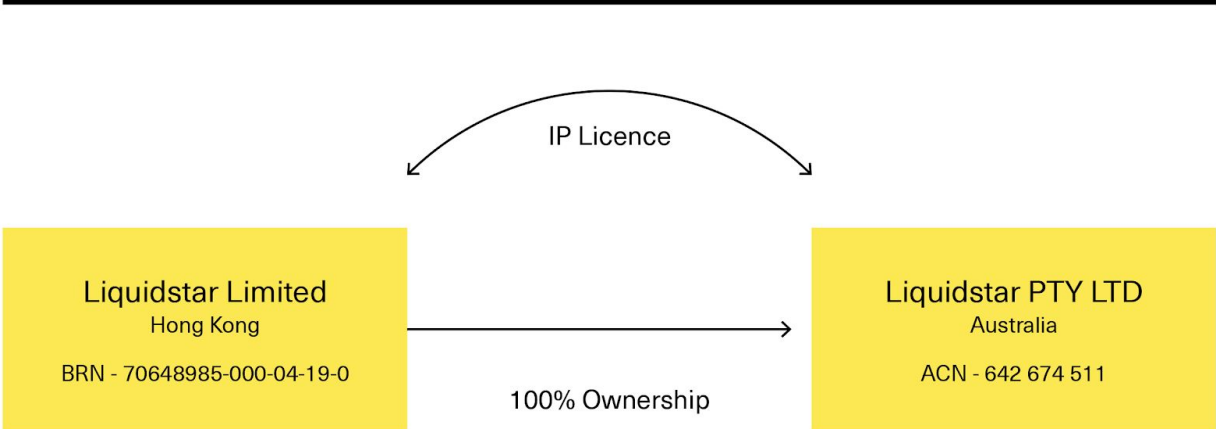 IP Licence
Liquidstar Limited
Hong Kong
BRN - 70648985-000-04-19-0
100% Ownership
Liquidstar PTY LTD
Australia
ACN - 642 674 511